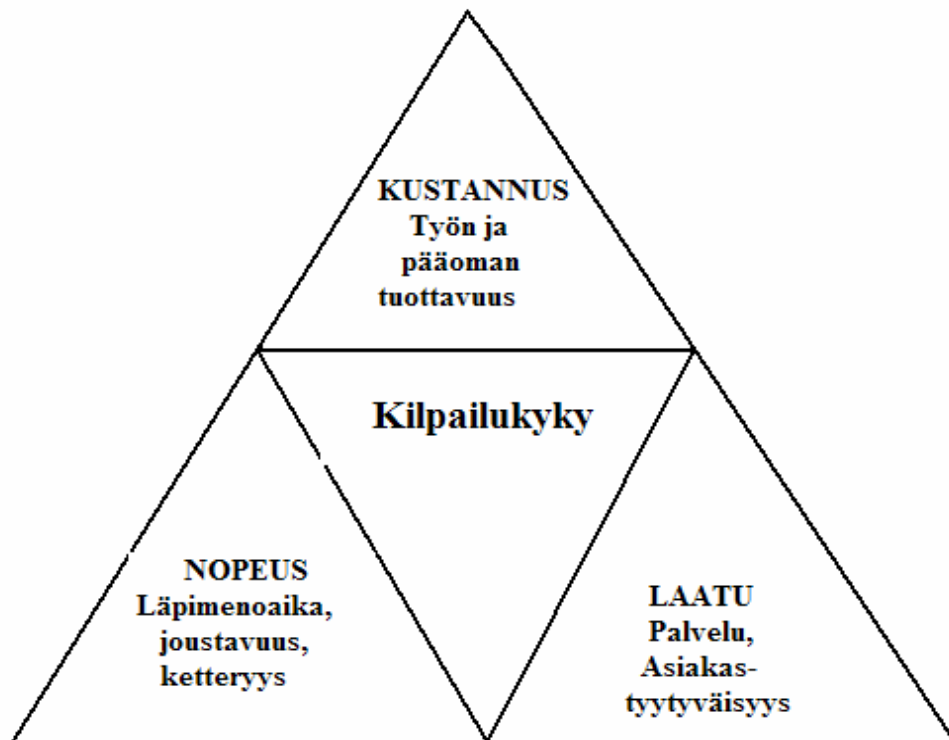 KUSTANNUS
Työn ja
pääoman
tuottavuus
Kilpailukyky
NOPEUS
Läpimenoaika,
joustavuus,
ketteryys
LAATU
Palvelu,
Asiakas-
tyytyväisyys